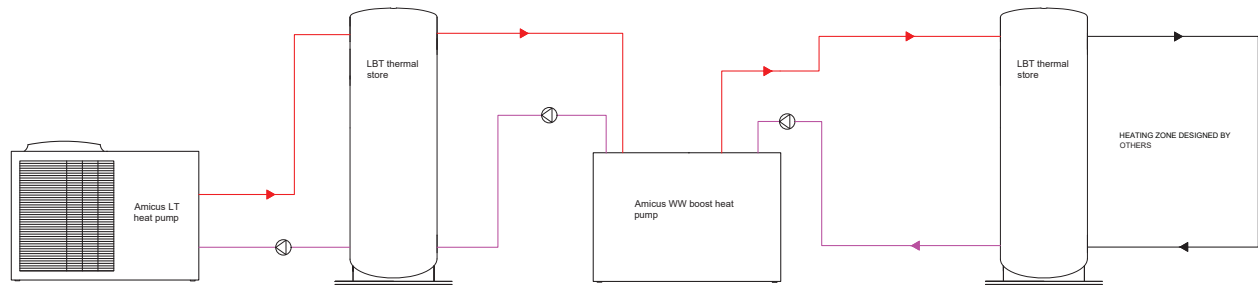 LBT thermal
store
LBT thermal
store
HEATING ZONE DESIGNED BY
OTHERS
Amicus LT
heat pump
Amicus WW boost heat
pump